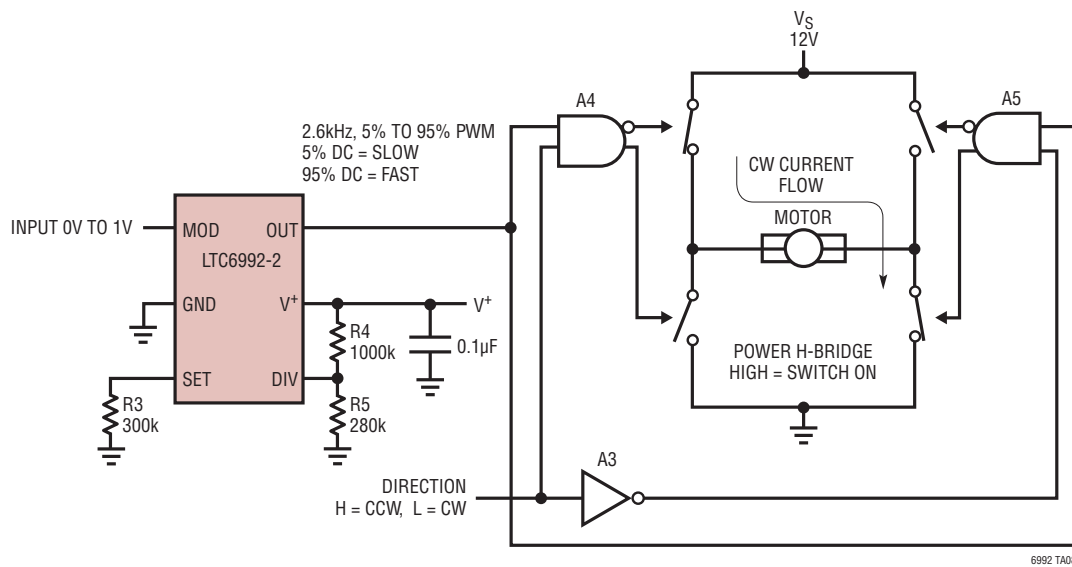 V_S
12V
A4
A5
2.6kHz, 5% TO 95% PWM
5% DC = SLOW
95% DC = FAST
CW CURRENT
FLOW
MOTOR
INPUT 0V TO 1V
MOD
OUT
LTC6992-2
GND
V+
V+
R4
1000k
0.1µF
SET
DIV
R3
300k
R5
280k
POWER H-BRIDGE
HIGH = SWITCH ON
A3
DIRECTION
H = CCW, L = CW